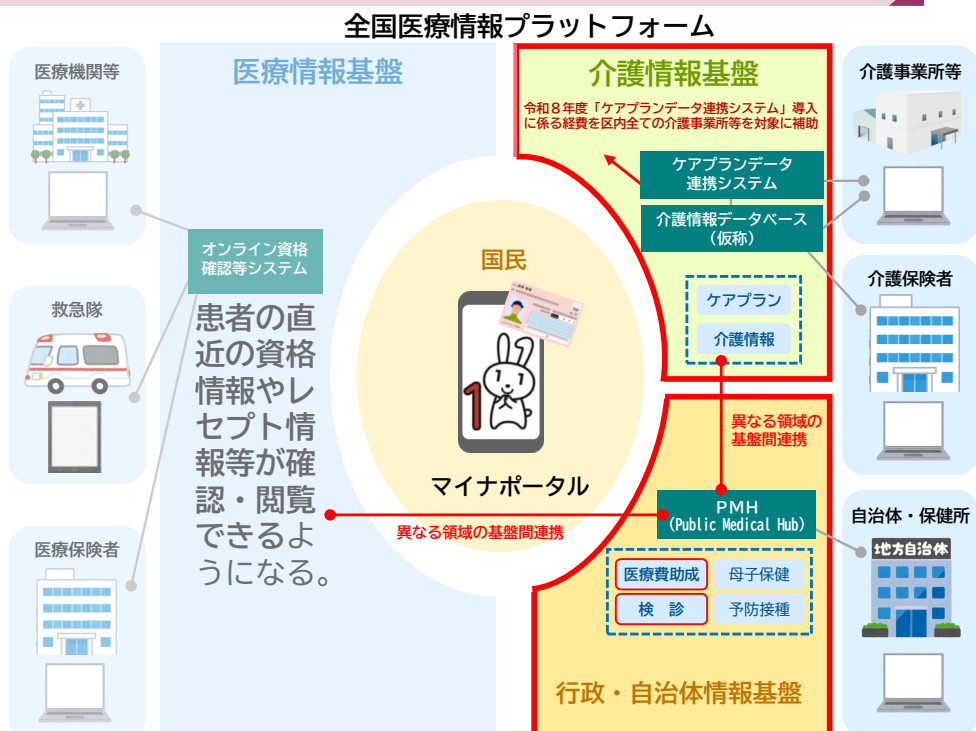 全国医療情報プラットフォーム
医療機関等
医療情報基盤
介護情報基盤
令和8年度「ケアプランデータ連携システム」導入
に係る経費を区内全ての介護事業所等を対象に補助
介護事業所等
ケアプランデータ
連携システム
介護情報データベース
（仮称）
オンライン資格
確認等システム
患者の直
近の資格
情報やレ
セプト情
報等が確
認・閲覧
できるよ
うになる。
国民
1
マイナポータル
ケアプラン
介護情報
介護保険者
救急隊
異なる領域の
基盤間連携
異なる領域の基盤間連携
PMH
(Public Medical Hub)
医療費助成
母子保健
検　診
予防接種
行政・自治体情報基盤
医療保険者
自治体・保健所
地方自治体